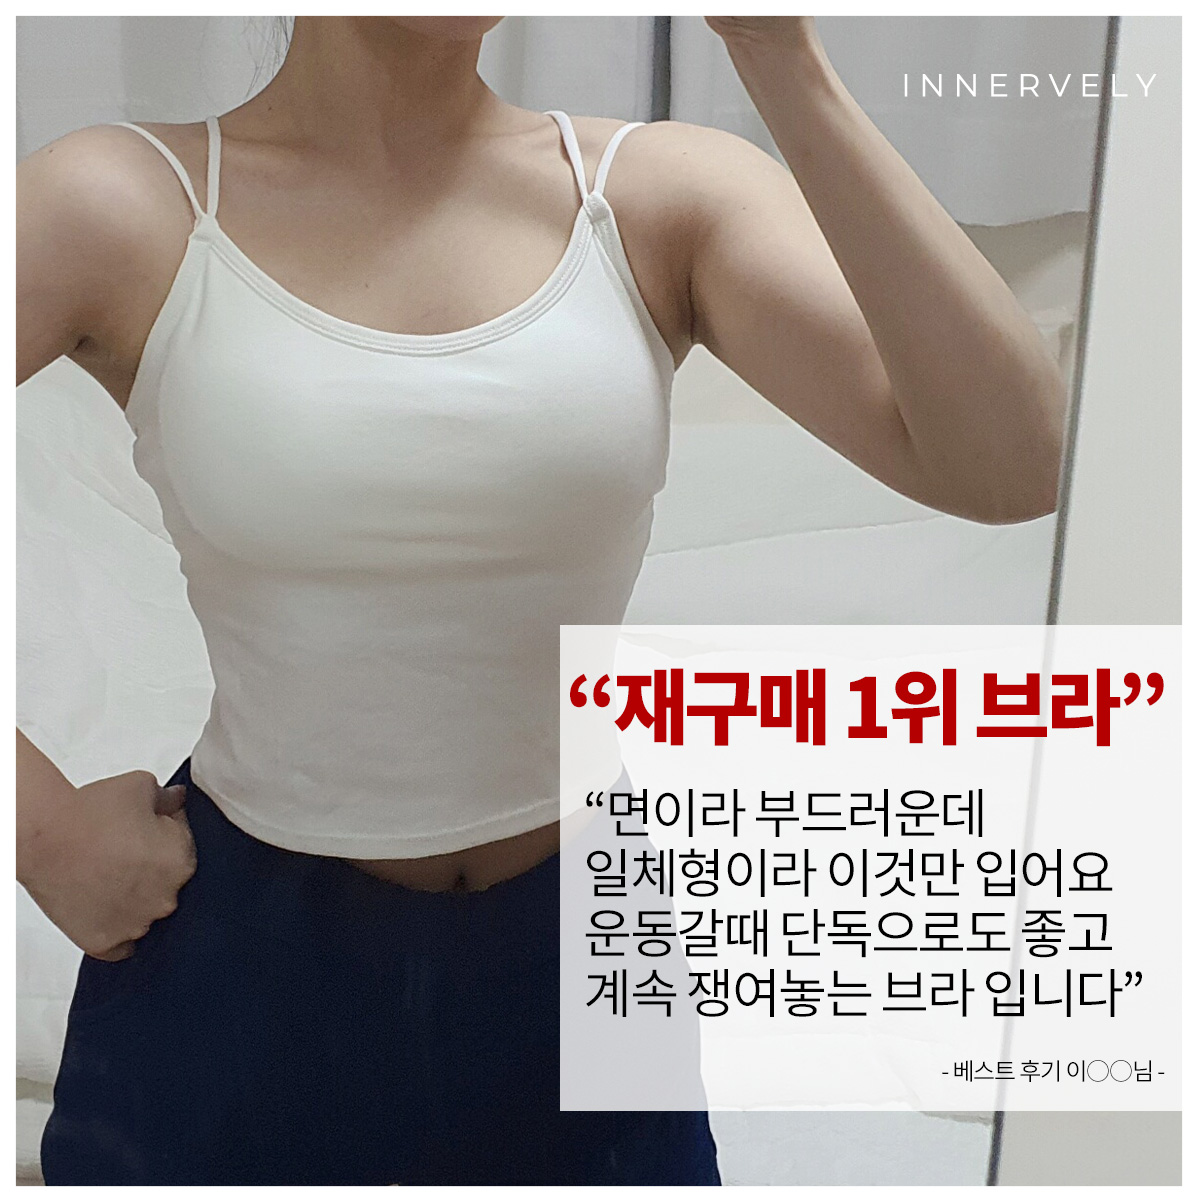 INNERVELY
“재구매 1위 브라”
“면이라 부드러운데
일체형이라 이것만 입어요
운동갈때 단독으로도 좋고
계속 쟁여놓는 브라 입니다”
- 베스트 후기 이○○님 -